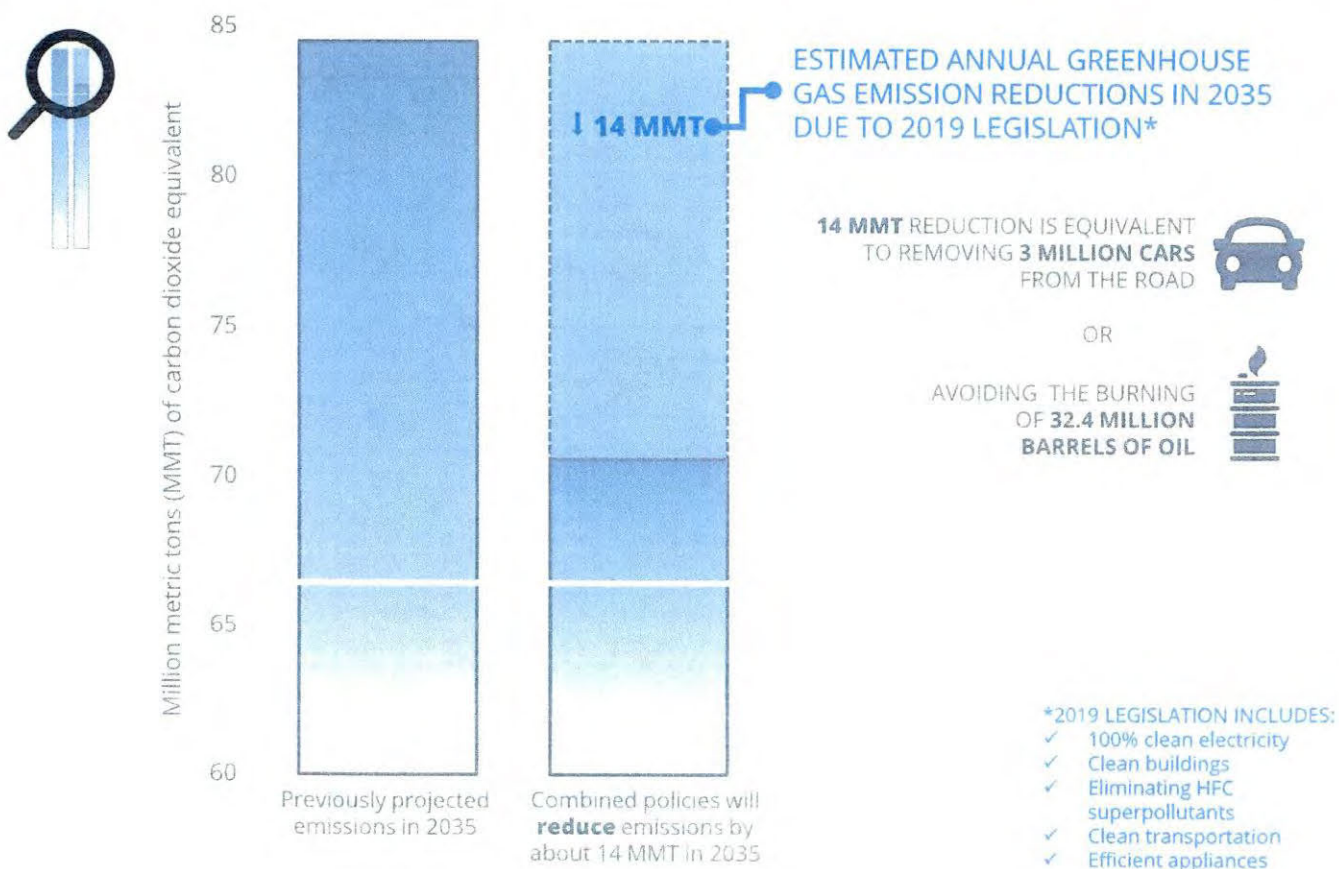 85
80
75
70
65
60
Million metric tons (MMT) of carbon dioxide equivalent
↓ 14 MMT
ESTIMATED ANNUAL GREENHOUSE
GAS EMISSION REDUCTIONS IN 2035
DUE TO 2019 LEGISLATION*
14 MMT REDUCTION IS EQUIVALENT
TO REMOVING 3 MILLION CARS
FROM THE ROAD
OR
AVOIDING THE BURNING
OF 32.4 MILLION
BARRELS OF OIL
Previously projected
emissions in 2035
Combined policies will
reduce emissions by
about 14 MMT in 2035
*2019 LEGISLATION INCLUDES:
✓ 100% clean electricity
✓ Clean buildings
✓ Eliminating HFC
superpollutants
✓ Clean transportation
✓ Efficient appliances